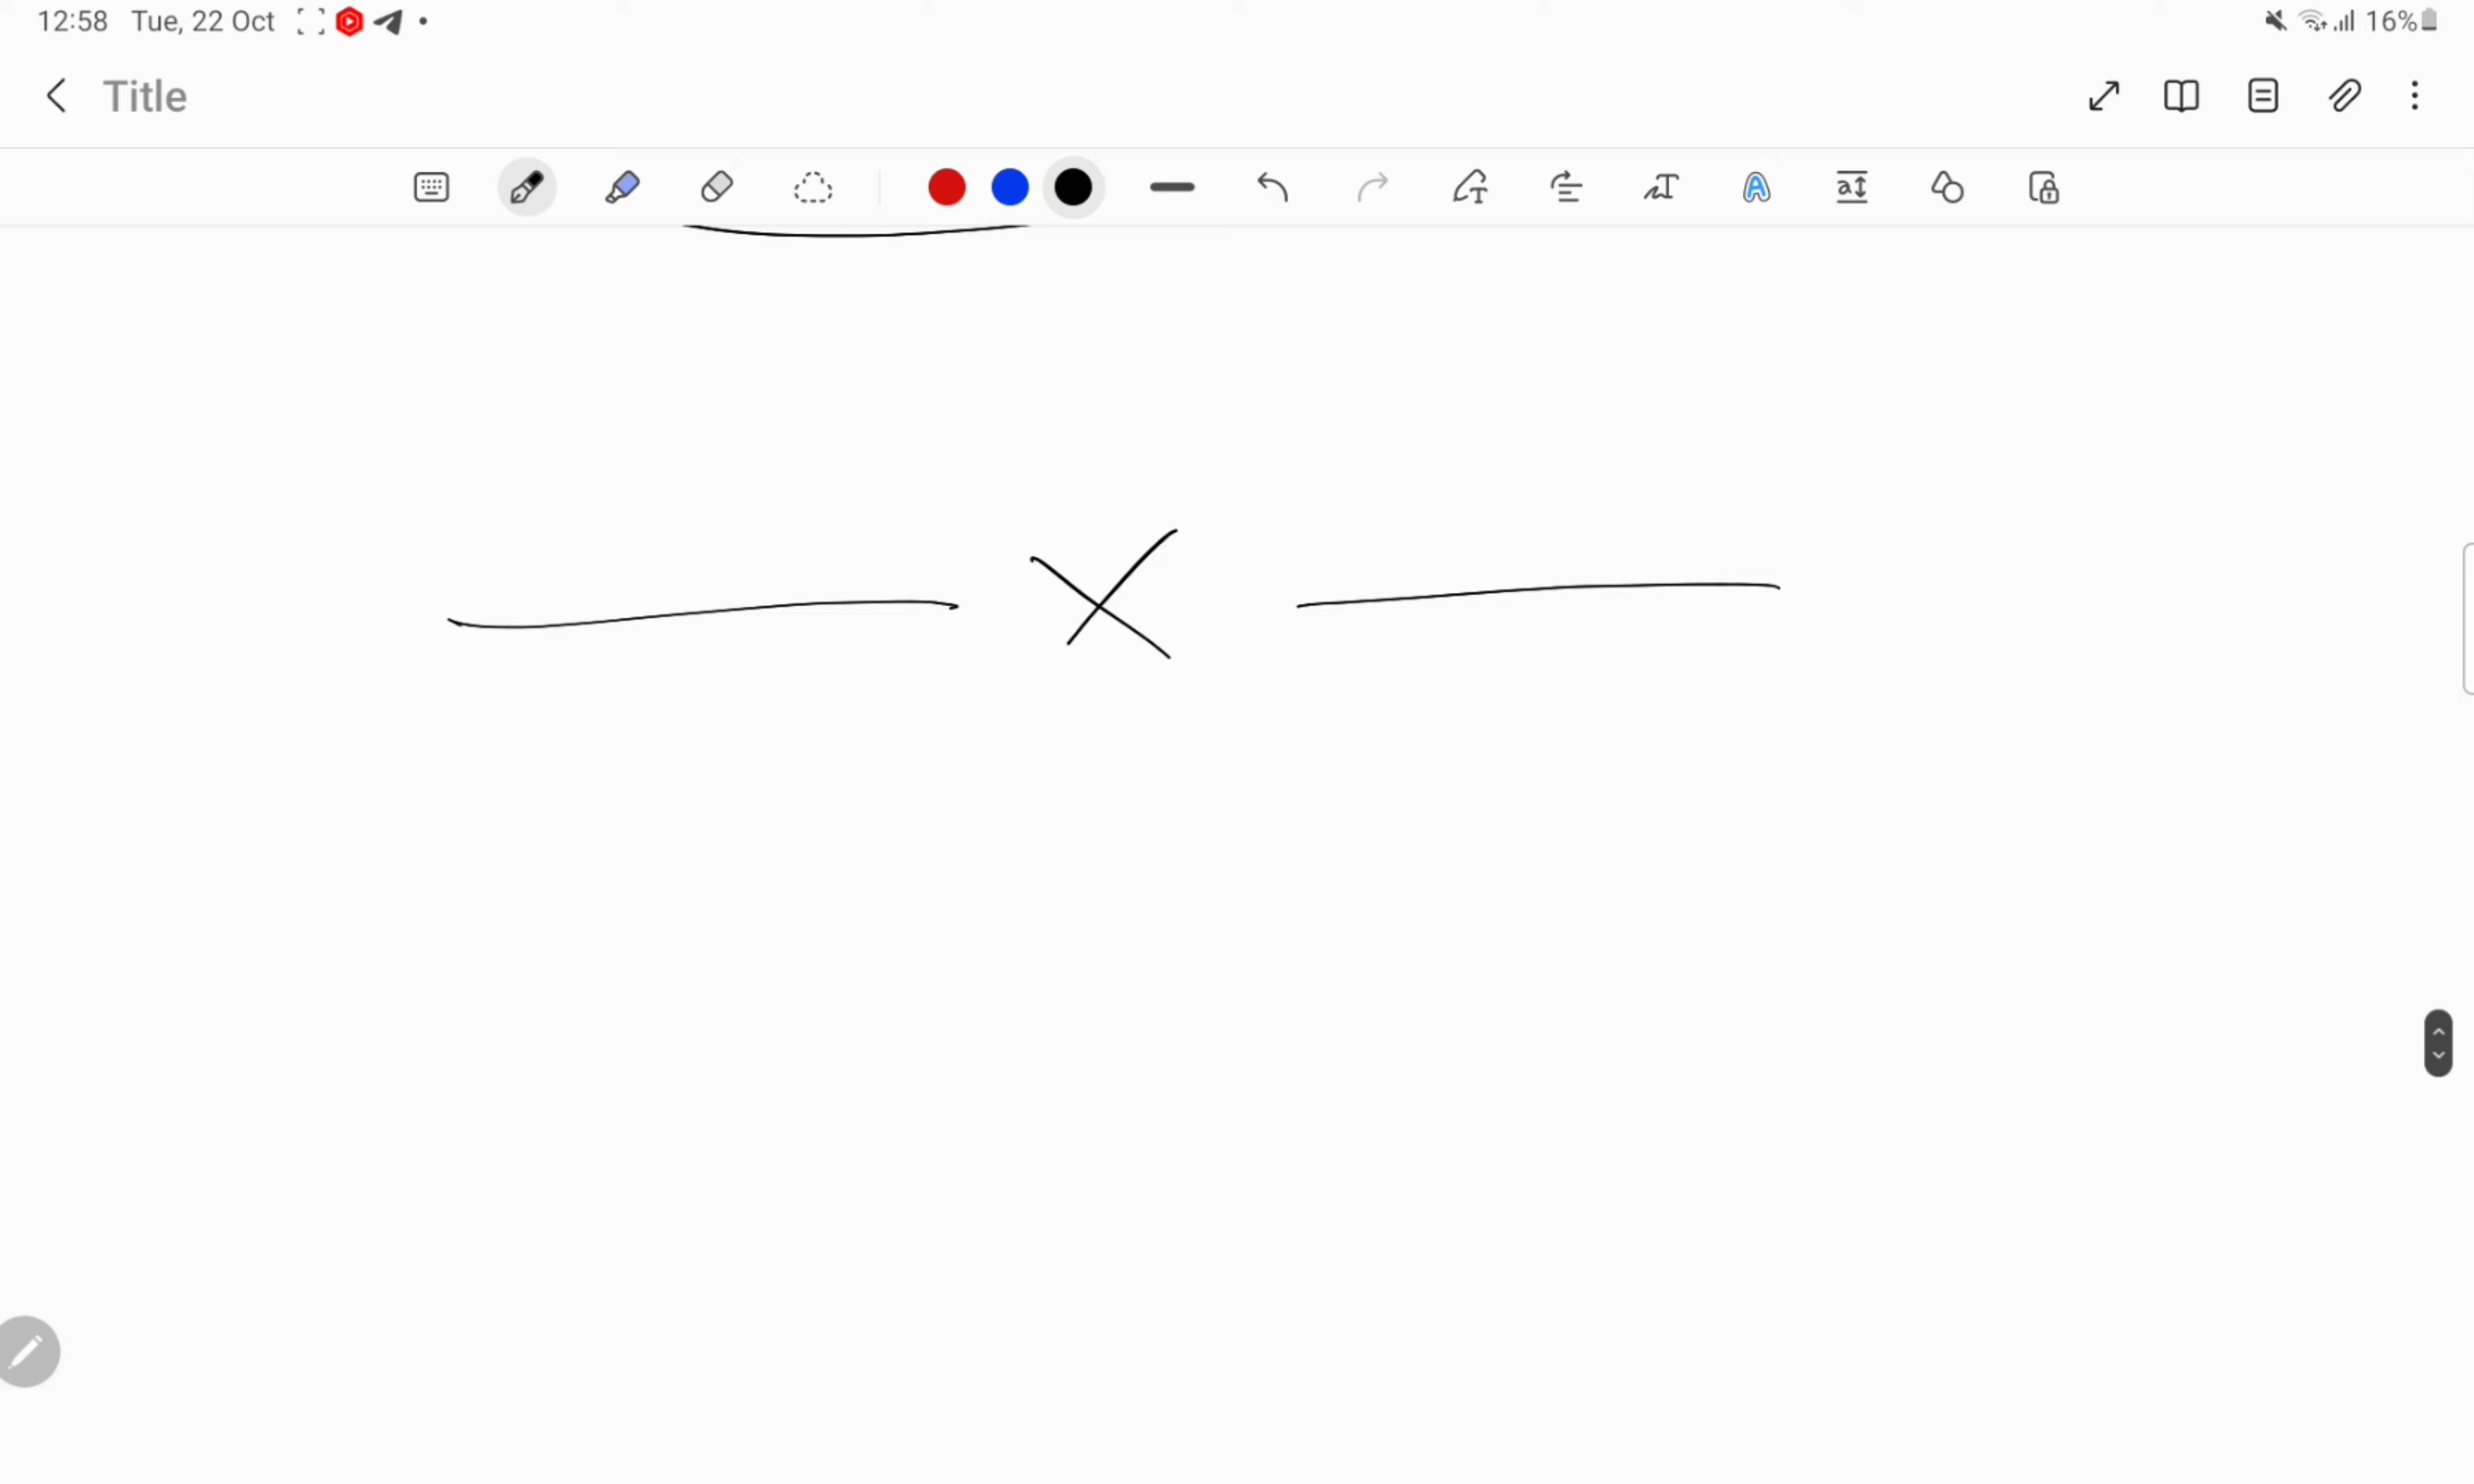 12:58 Tue, 22 Oct 16%
Title
T T A a
— × —